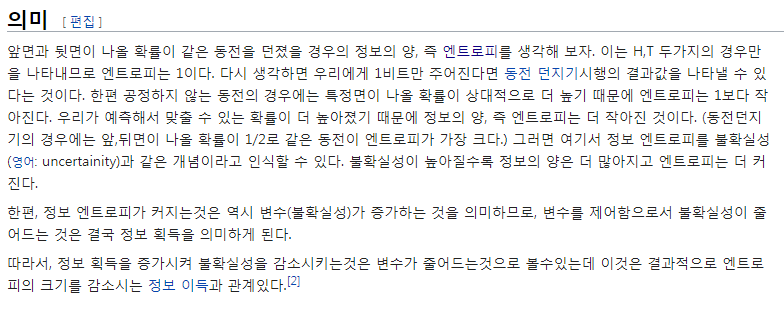 의미 [ 편집 ]
앞면과 뒷면이 나올 확률이 같은 동전을 던졌을 경우의 정보의 양, 즉 엔트로피를 생각해 보자. 이는 H,T 두가지의 경우만
을 나타내므로 엔트로피는 1이다. 다시 생각하면 우리에게 1비트만 주어진다면 동전 던지기시행의 결과값을 나타낼 수 있
다는 것이다. 한편 공정하지 않는 동전의 경우에는 특정면이 나올 확률이 상대적으로 더 높기 때문에 엔트로피는 1보다 작
아진다. 우리가 예측해서 맞출 수 있는 확률이 더 높아졌기 때문에 정보의 양, 즉 엔트로피는 더 작아진 것이다. (동전던지
기의 경우에는 앞,뒤면이 나올 확률이 1/2로 같은 동전이 엔트로피가 가장 크다.) 그러면 여기서 정보 엔트로피를 불확실성
(영어: uncertainity)과 같은 개념이라고 인식할 수 있다. 불확실성이 높아질수록 정보의 양은 더 많아지고 엔트로피는 더 커
진다.
한편, 정보 엔트로피가 커지는것은 역시 변수(불확실성)가 증가하는 것을 의미하므로, 변수를 제어함으로서 불확실성이 줄
어드는 것은 결국 정보 획득을 의미하게 된다.
따라서, 정보 획득을 증가시켜 불확실성을 감소시키는것은 변수가 줄어드는것으로 볼수있는데 이것은 결과적으로 엔트로
피의 크기를 감소시는 정보 이득과 관계있다.[2]